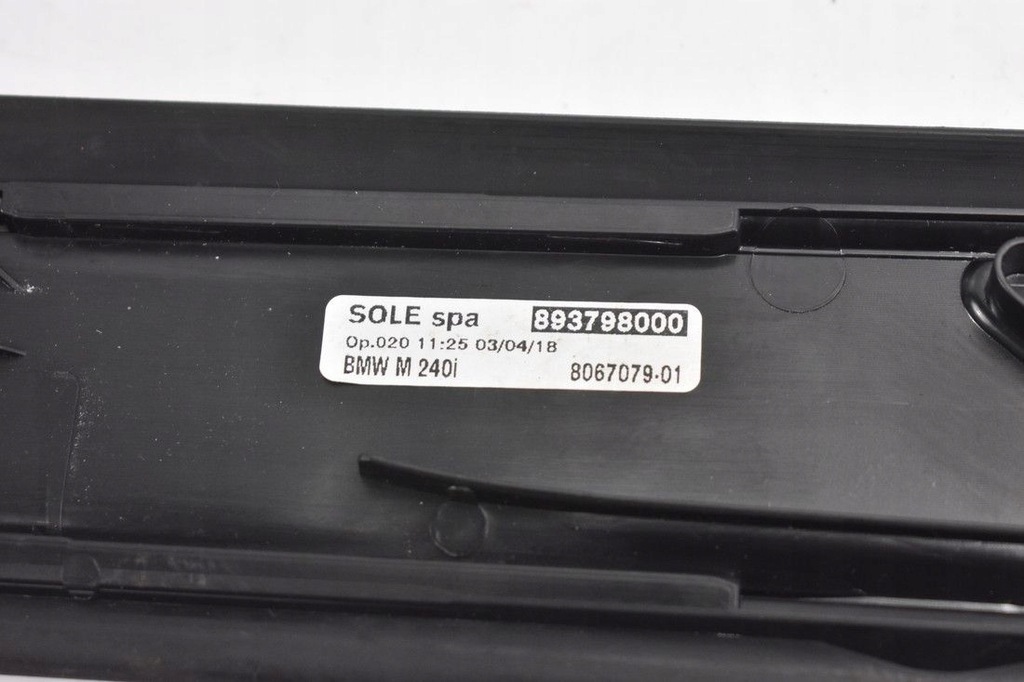 SOLE spa 893798000
Op.020 11:25 03/04/18
BMW M 240i 8067079-01